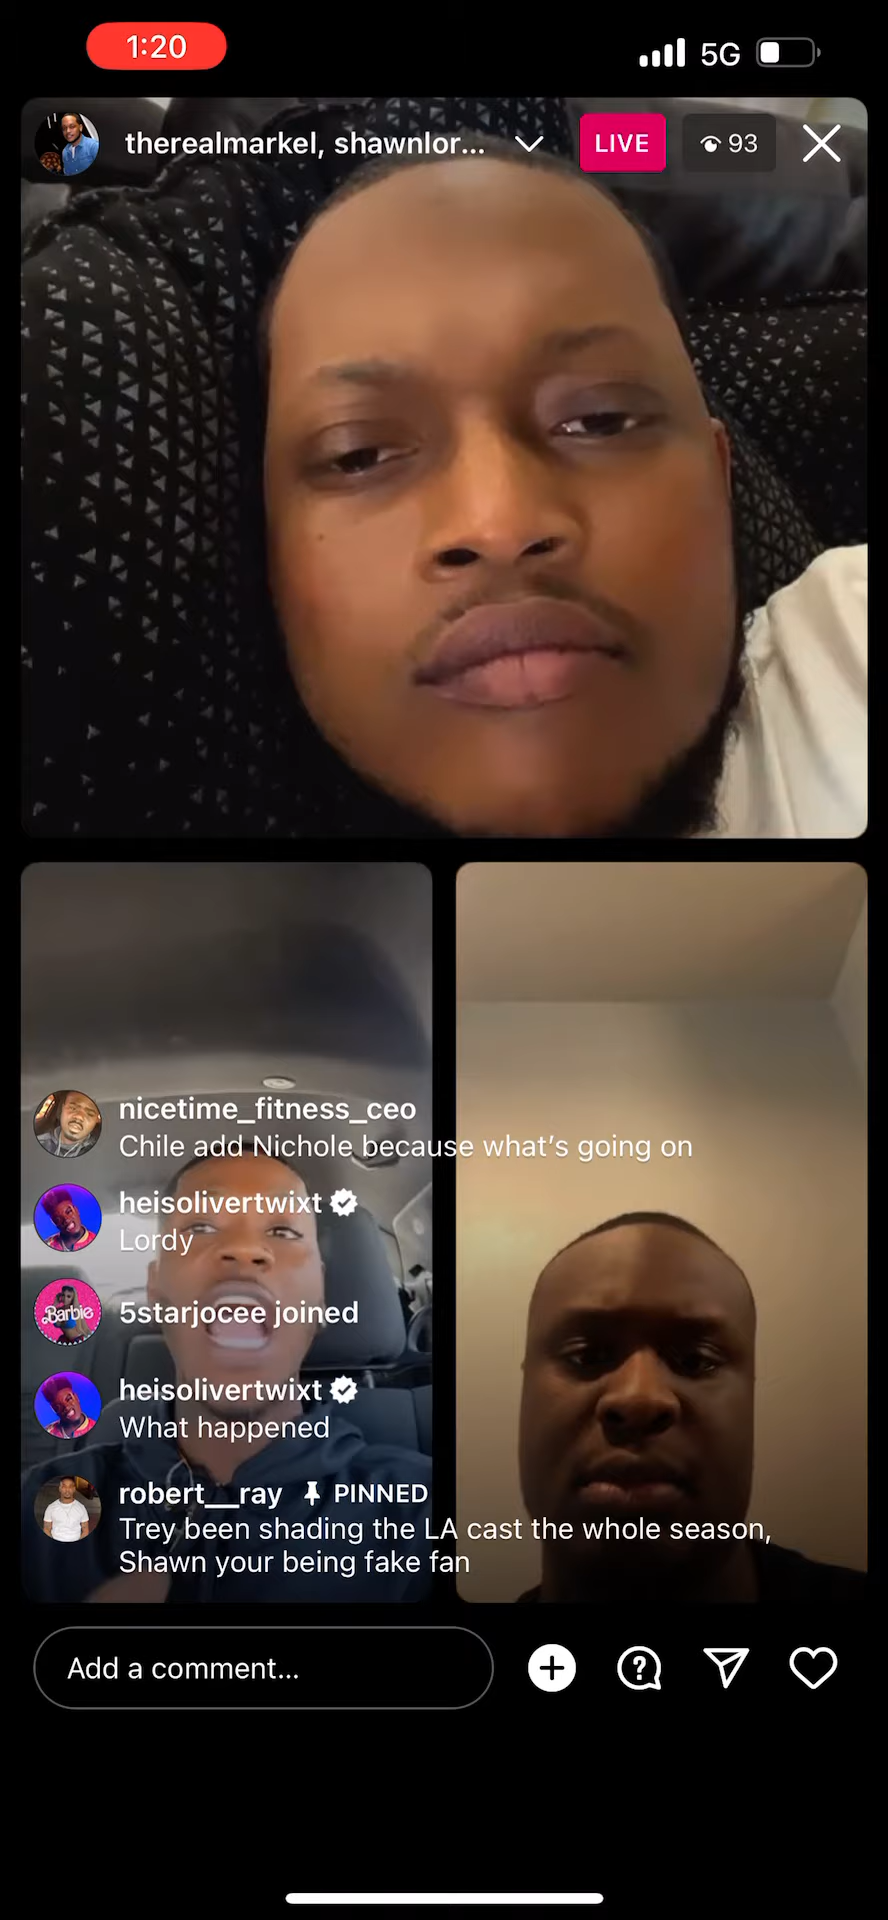 1:20
5G
therealmarkel, shawnlor...
LIVE
93
nicetime_fitness_ceo
Chile add Nichole because what’s going on
heisolivertwixt
Lordy
Barbie
5starjocee joined
heisolivertwixt
What happened
robert__ray PINNED
Trey been shading the LA cast the whole season,
Shawn your being fake fan
Add a comment...